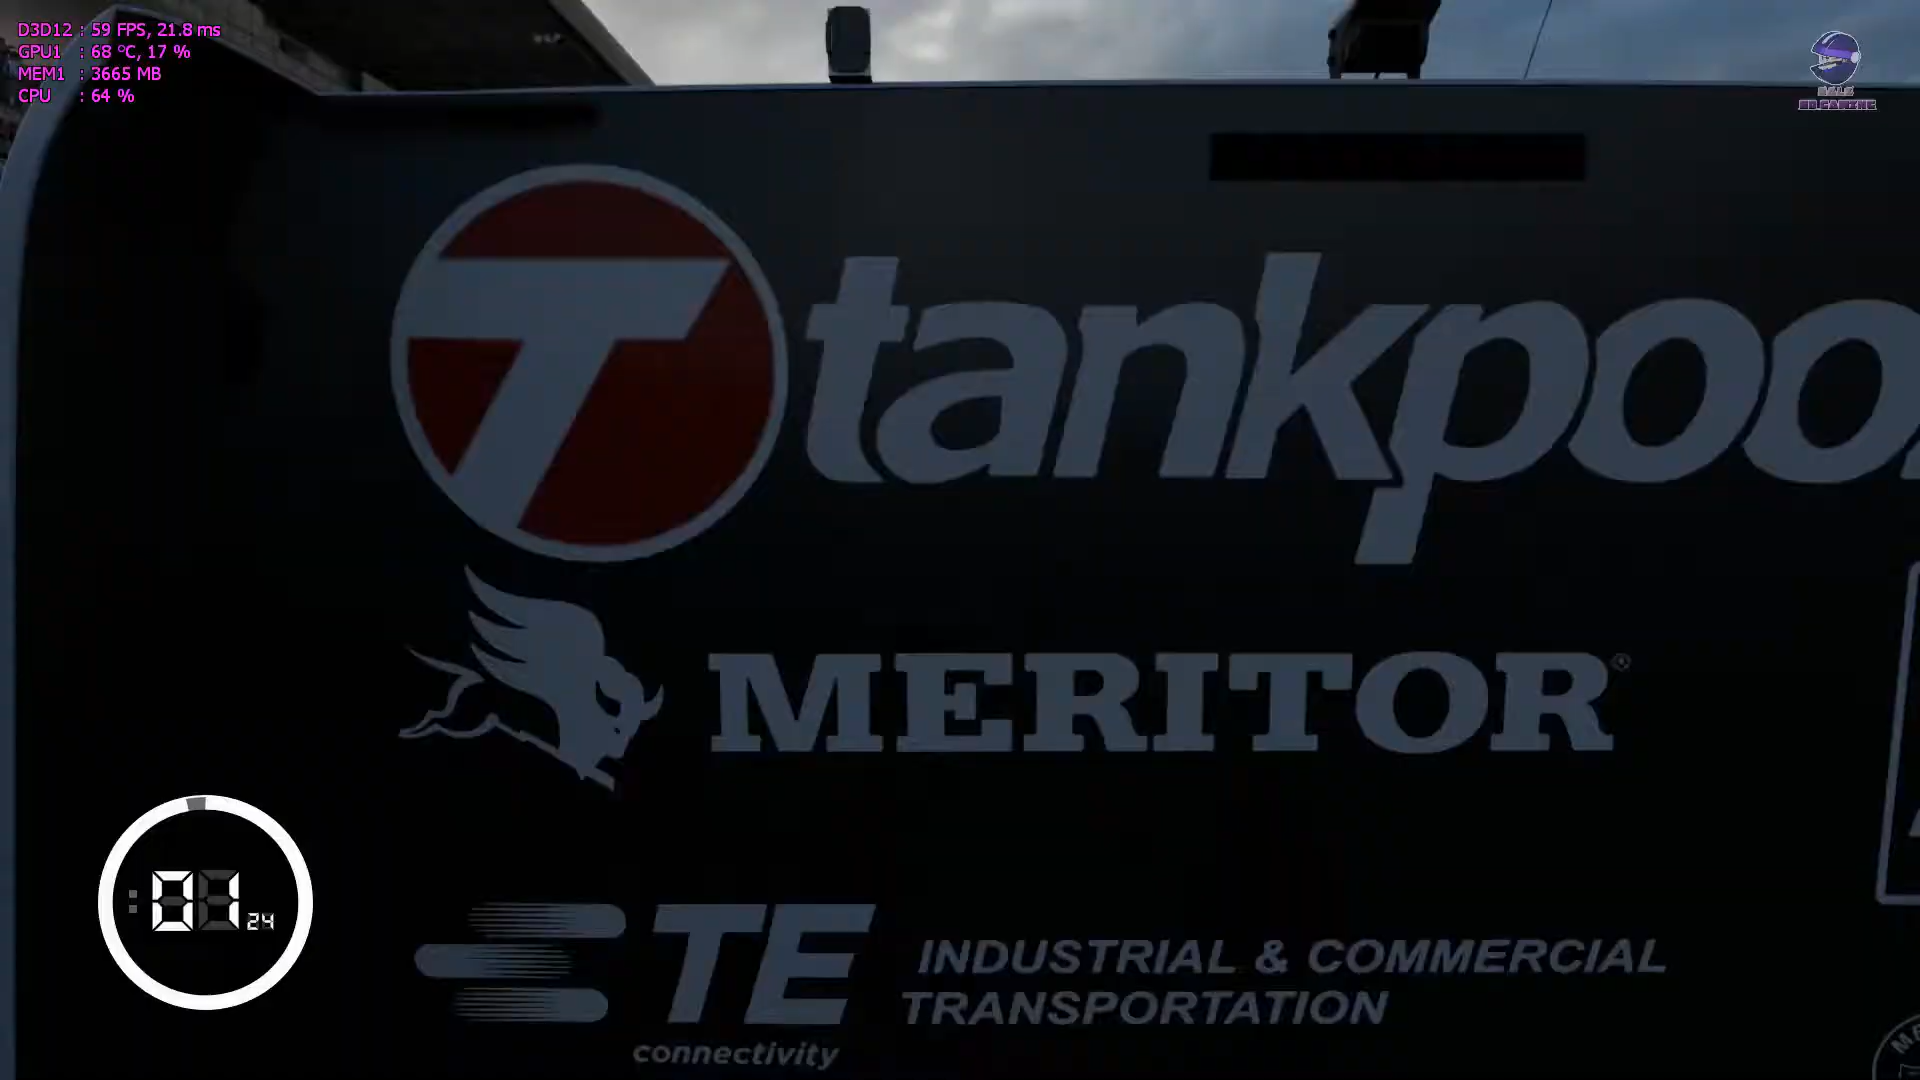 D3D12 : 59 FPS, 21.8 ms
GPU1 : 68 °C, 17 %
MEM1 : 3665 MB
CPU : 64 %
T tankpoo
MERITOR®
:01 24
TE INDUSTRIAL & COMMERCIAL
TRANSPORTATION
connectivity